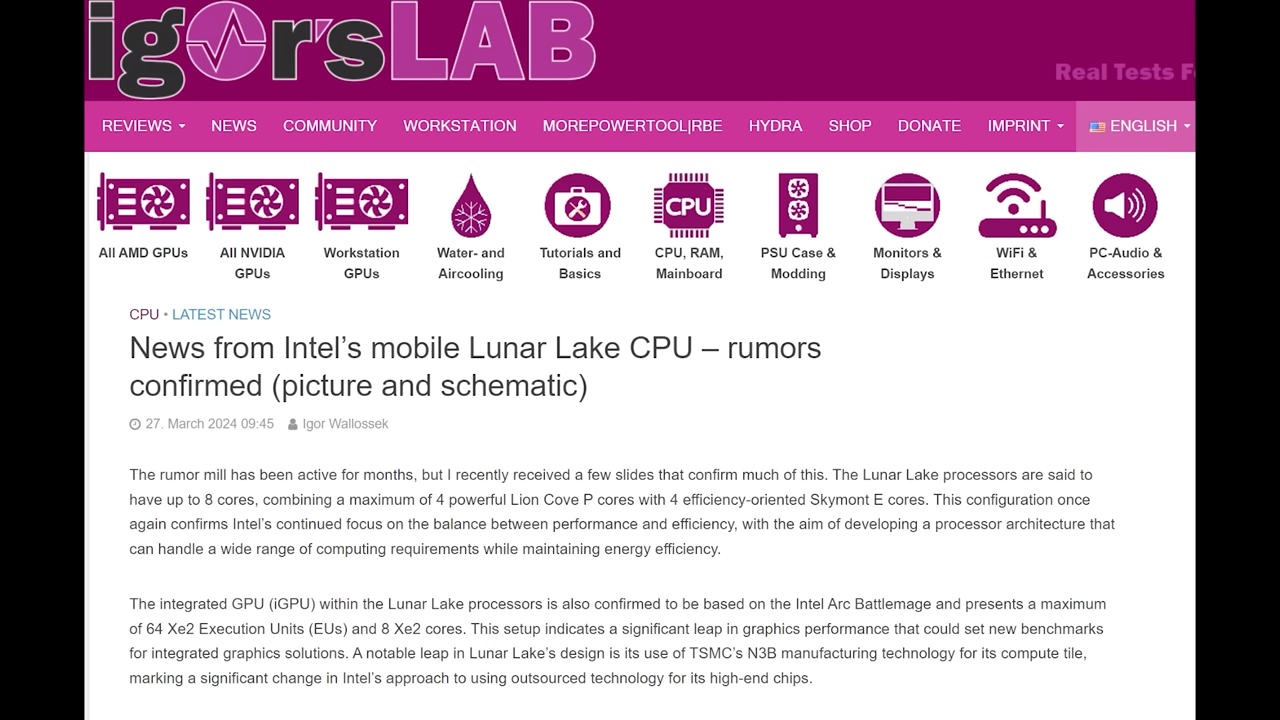 igor'sLAB
Real Tests F
REVIEWS
NEWS
COMMUNITY
WORKSTATION
MOREPOWERTOOL|RBE
HYDRA
SHOP
DONATE
IMPRINT
ENGLISH
CPU
All AMD GPUs
All NVIDIA
GPUs
Workstation
GPUs
Water- and
Aircooling
Tutorials and
Basics
CPU, RAM,
Mainboard
PSU Case &
Modding
Monitors &
Displays
WiFi &
Ethernet
PC-Audio &
Accessories
CPU • LATEST NEWS
News from Intel’s mobile Lunar Lake CPU – rumors
confirmed (picture and schematic)
27. March 2024 09:45 Igor Wallossek
The rumor mill has been active for months, but I recently received a few slides that confirm much of this. The Lunar Lake processors are said to
have up to 8 cores, combining a maximum of 4 powerful Lion Cove P cores with 4 efficiency-oriented Skymont E cores. This configuration once
again confirms Intel’s continued focus on the balance between performance and efficiency, with the aim of developing a processor architecture that
can handle a wide range of computing requirements while maintaining energy efficiency.
The integrated GPU (iGPU) within the Lunar Lake processors is also confirmed to be based on the Intel Arc Battlemage and presents a maximum
of 64 Xe2 Execution Units (EUs) and 8 Xe2 cores. This setup indicates a significant leap in graphics performance that could set new benchmarks
for integrated graphics solutions. A notable leap in Lunar Lake’s design is its use of TSMC’s N3B manufacturing technology for its compute tile,
marking a significant change in Intel’s approach to using outsourced technology for its high-end chips.